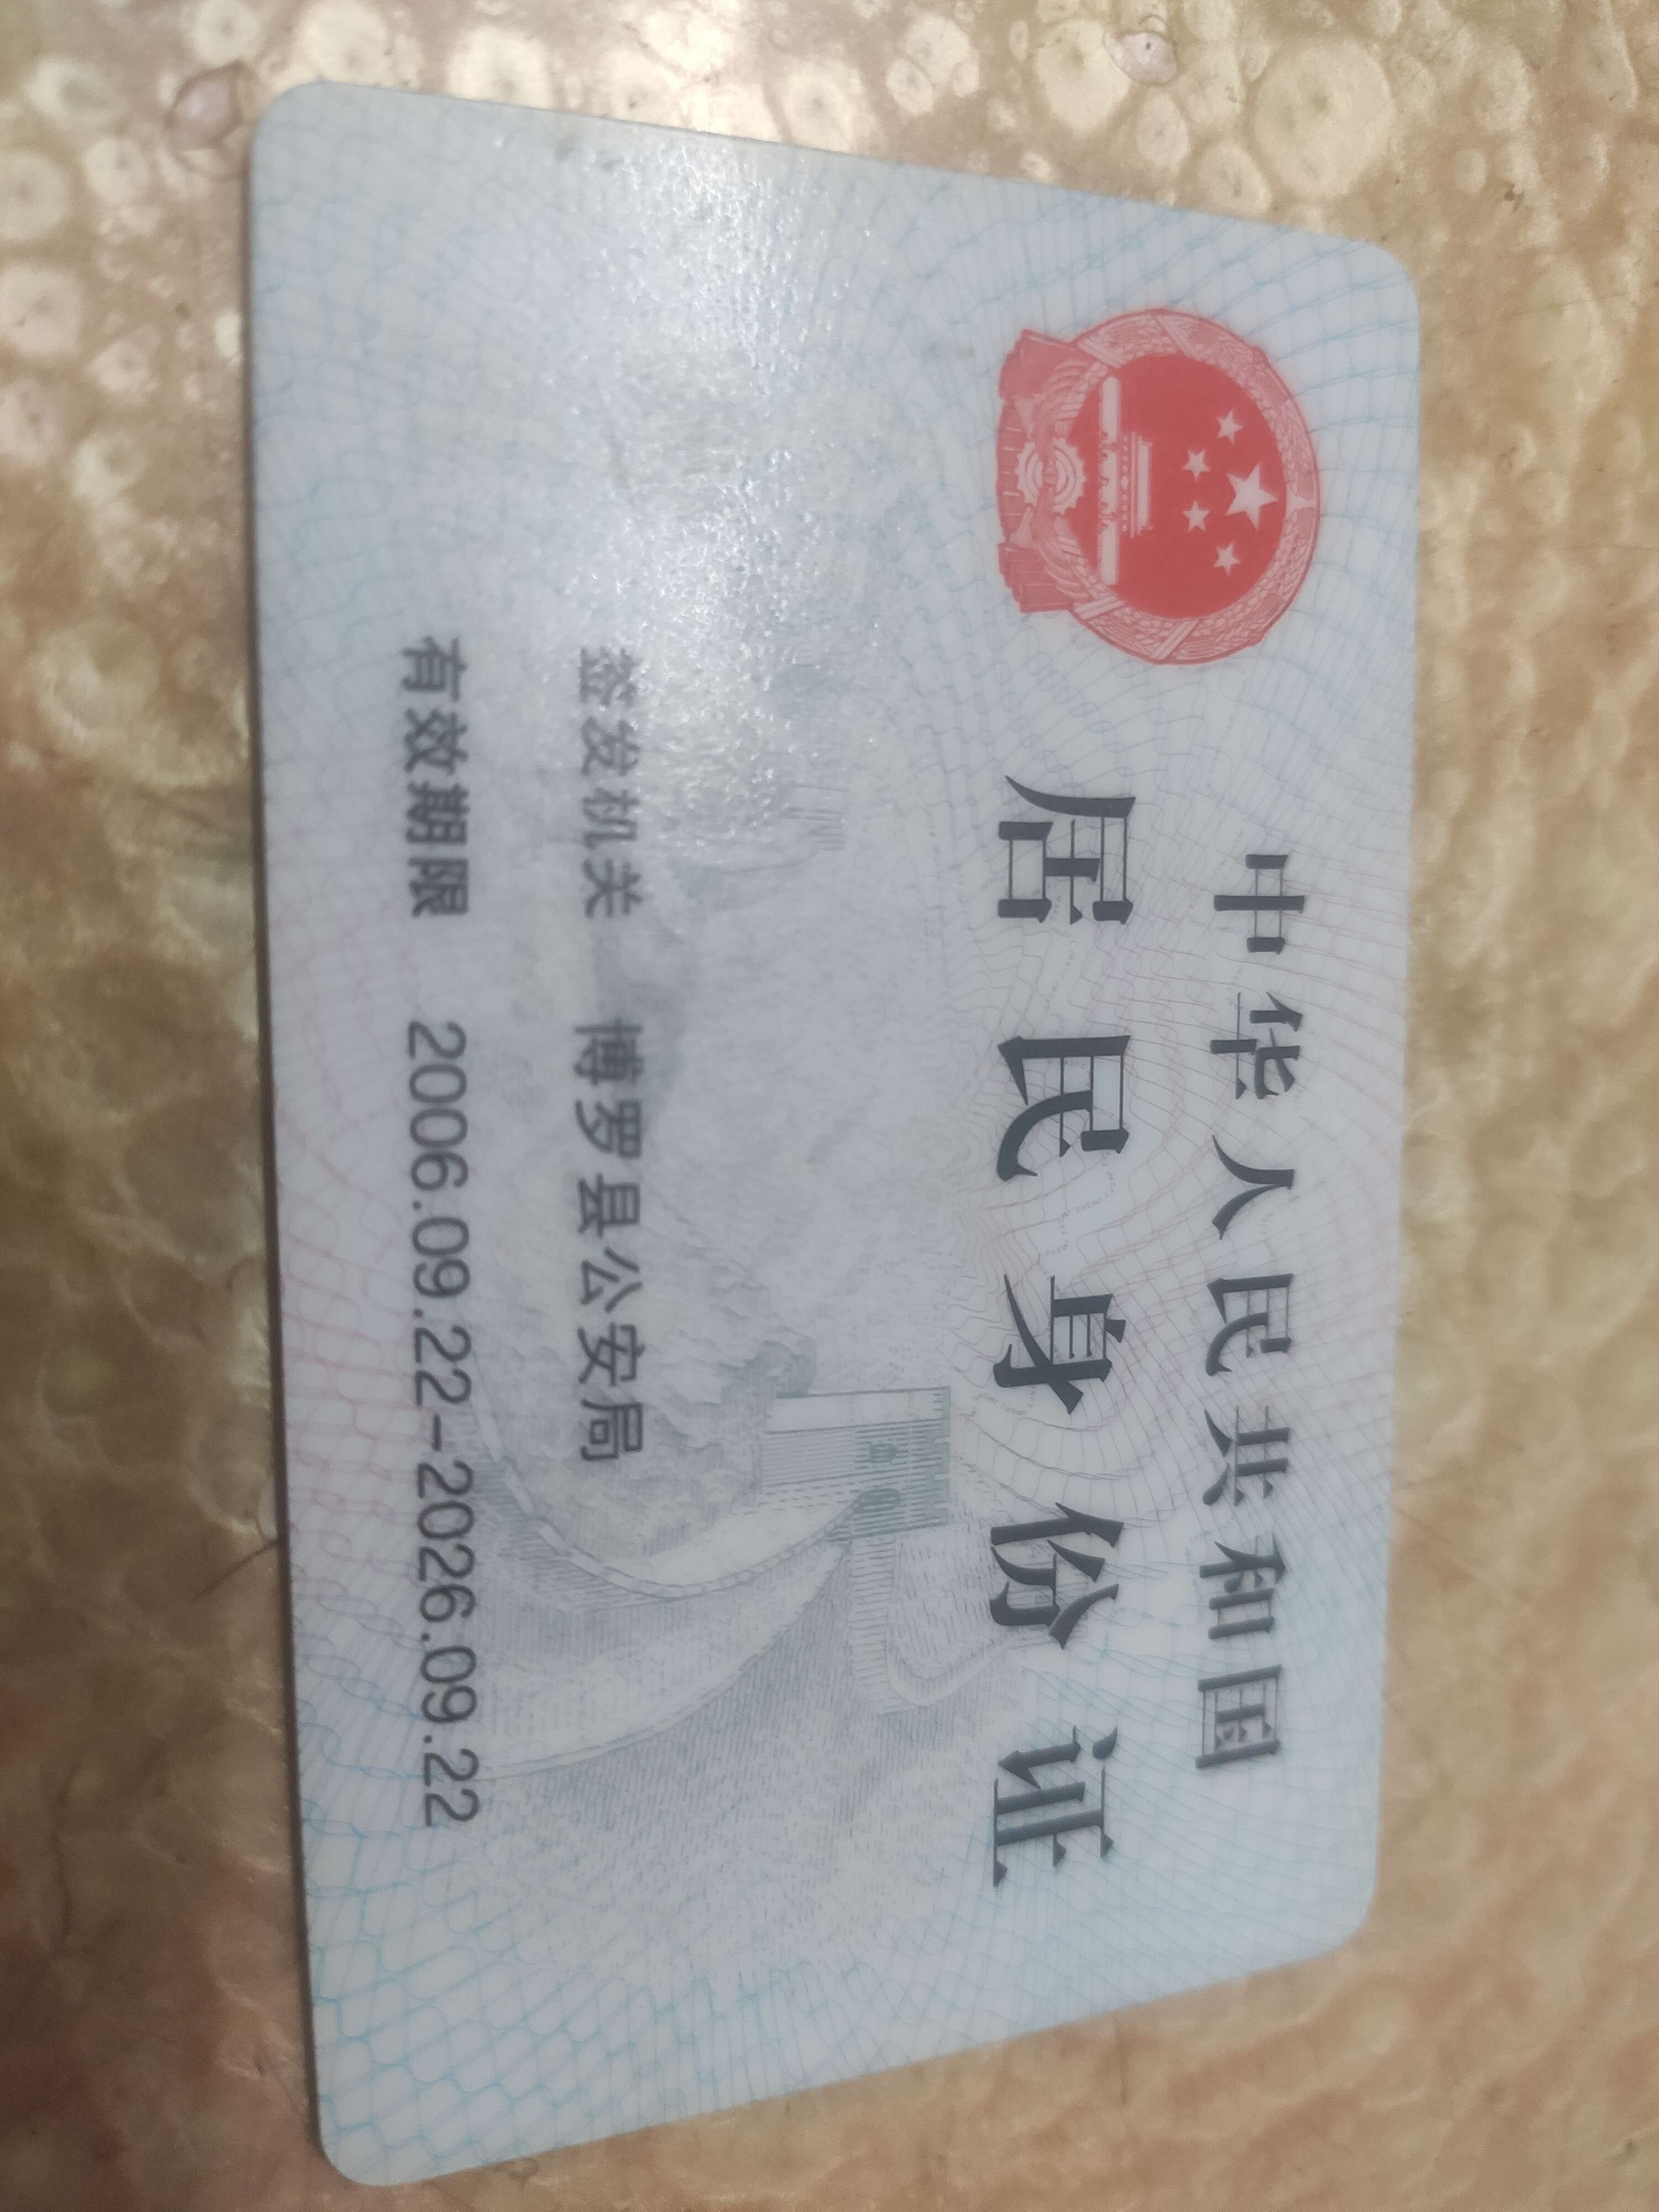 中华人民共和国
居民身份证
签发机关 博罗县公安局
有效期限 2006.09.22-2026.09.22